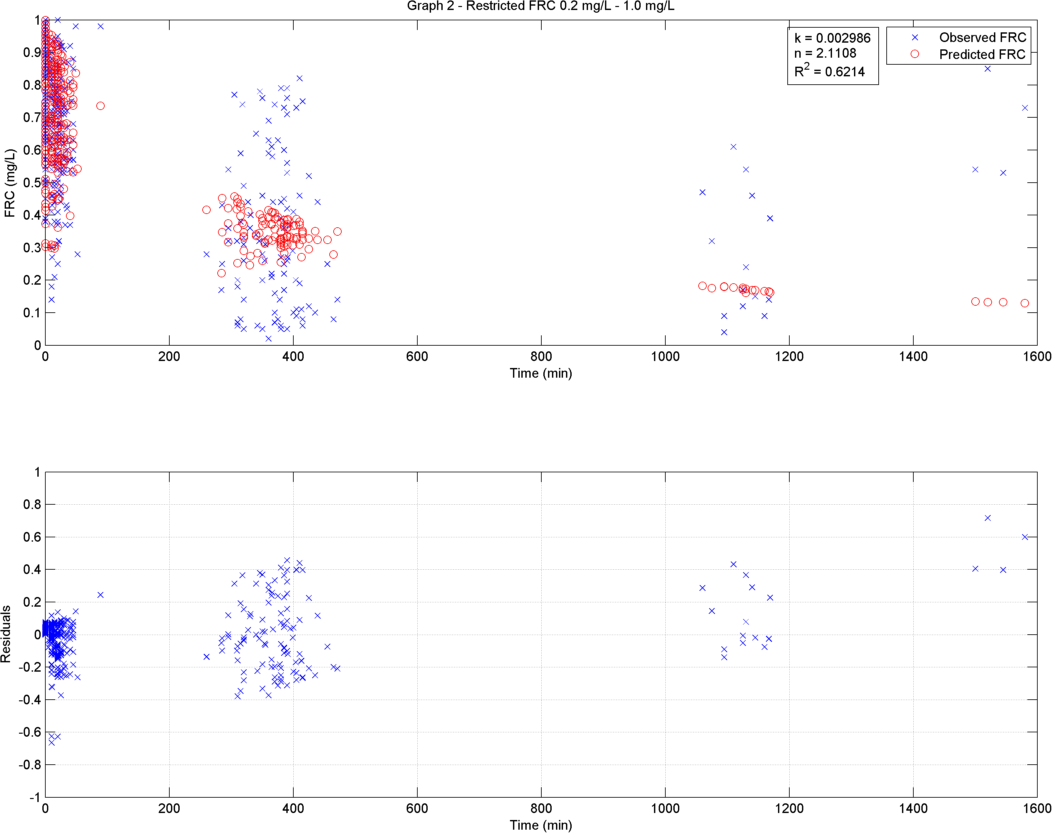 Graph 2 - Restricted FRC 0.2 mg/L - 1.0 mg/L
k = 0.002986
n = 2.1108
R² = 0.6214
Observed FRC
Predicted FRC
1
0.9
0.8
0.7
0.6
0.5
0.4
0.3
0.2
0.1
0
FRC (mg/L)
0 200 400 600 800 1000 1200 1400 1600
Time (min)
1
0.8
0.6
0.4
0.2
0
-0.2
-0.4
-0.6
-0.8
-1
Residuals
0 200 400 600 800 1000 1200 1400 1600
Time (min)